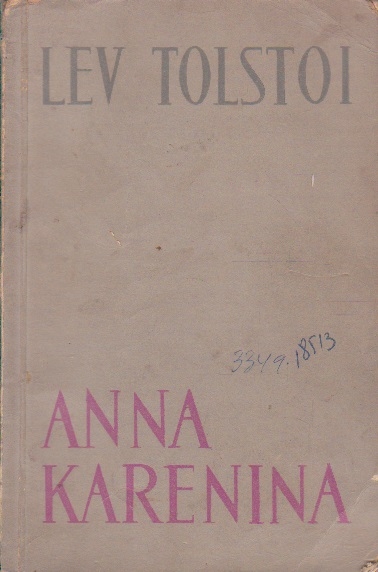 LEV TOLSTOI
3349.18513
ANNA
KARENINA